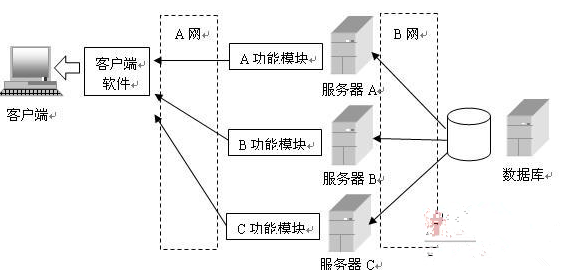 A 网
B 网
A 功能模块
客户端
软件
服务器 A
客户端
B 功能模块
服务器 B
数据库
C 功能模块
服务器 C